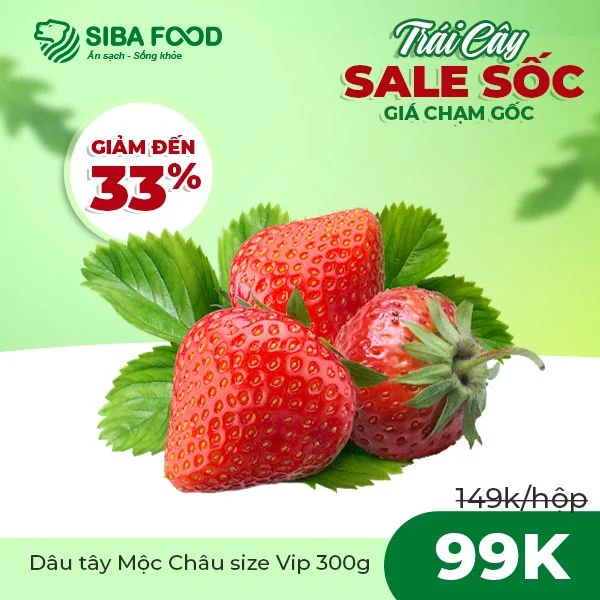 SIBA FOOD
Ăn sạch - Sống khỏe
Trái Cây
SALE SỐC
GIÁ CHẠM GỐC
GIẢM ĐẾN
33%
149k/hộp
Dâu tây Mộc Châu size Vip 300g
99K